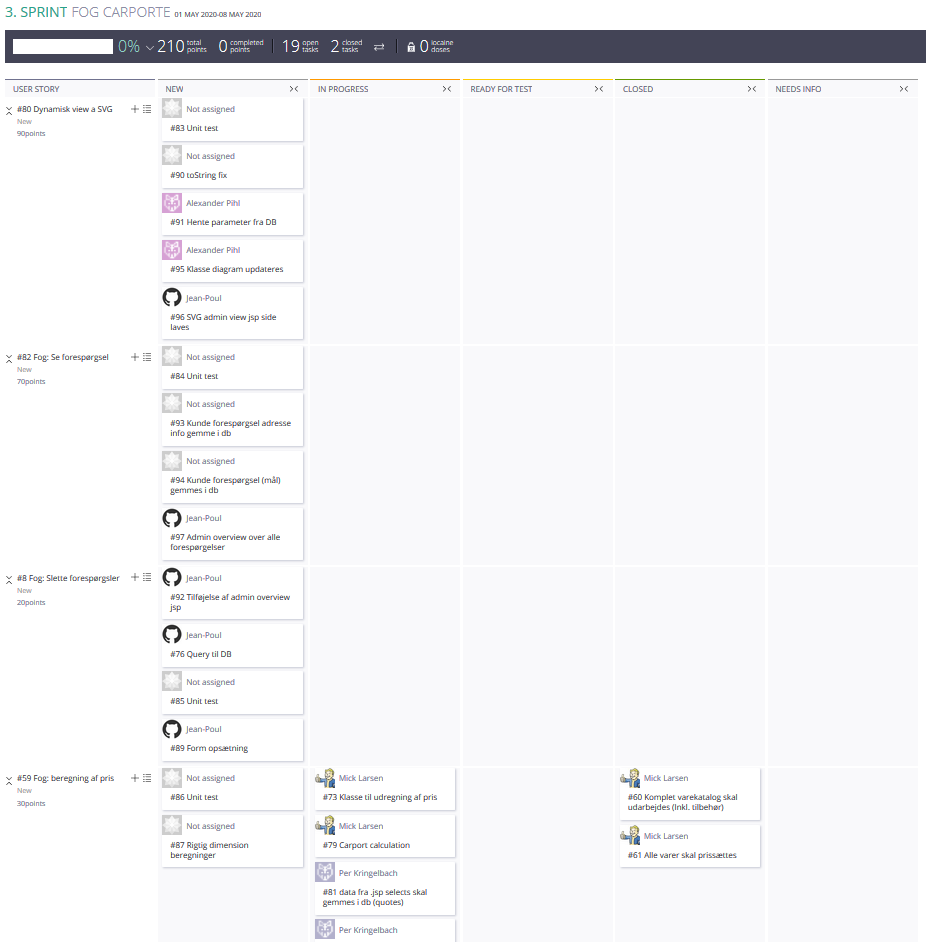 3. SPRINT FOG CARPORTE 01 MAY 2020-08 MAY 2020
0% 210 total points 0 completed points 19 open tasks 2 closed tasks 0 iocaine doses
USER STORY NEW IN PROGRESS READY FOR TEST CLOSED NEEDS INFO
#80 Dynamisk view a SVG
New
90points
Not assigned
#83 Unit test
Not assigned
#90 toString fix
Alexander Pihl
#91 Hente parameter fra DB
Alexander Pihl
#95 Klasse diagram updateres
Jean-Poul
#96 SVG admin view jsp side
laves
#82 Fog: Se forespørgsel
New
70points
Not assigned
#84 Unit test
Not assigned
#93 Kunde forespørgsel adresse
info gemme i db
Not assigned
#94 Kunde forespørgsel (mål)
gemmes i db
Jean-Poul
#97 Admin overview over alle
forespørgelser
#8 Fog: Slette forespørgsler
New
20points
Jean-Poul
#92 Tilføjelse af admin overview
jsp
Jean-Poul
#76 Query til DB
Not assigned
#85 Unit test
Jean-Poul
#89 Form opsætning
#59 Fog: beregning af pris
New
30points
Not assigned
#86 Unit test
Not assigned
#87 Rigtig dimension
beregninger
Mick Larsen
#73 Klasse til udregning af pris
Mick Larsen
#79 Carport calculation
Per Kringelbach
#81 data fra .jsp selects skal
gemmes i db (quotes)
Per Kringelbach
Mick Larsen
#60 Komplet varekatalog skal
udarbejdes (Inkl. tilbehør)
Mick Larsen
#61 Alle varer skal prissættes